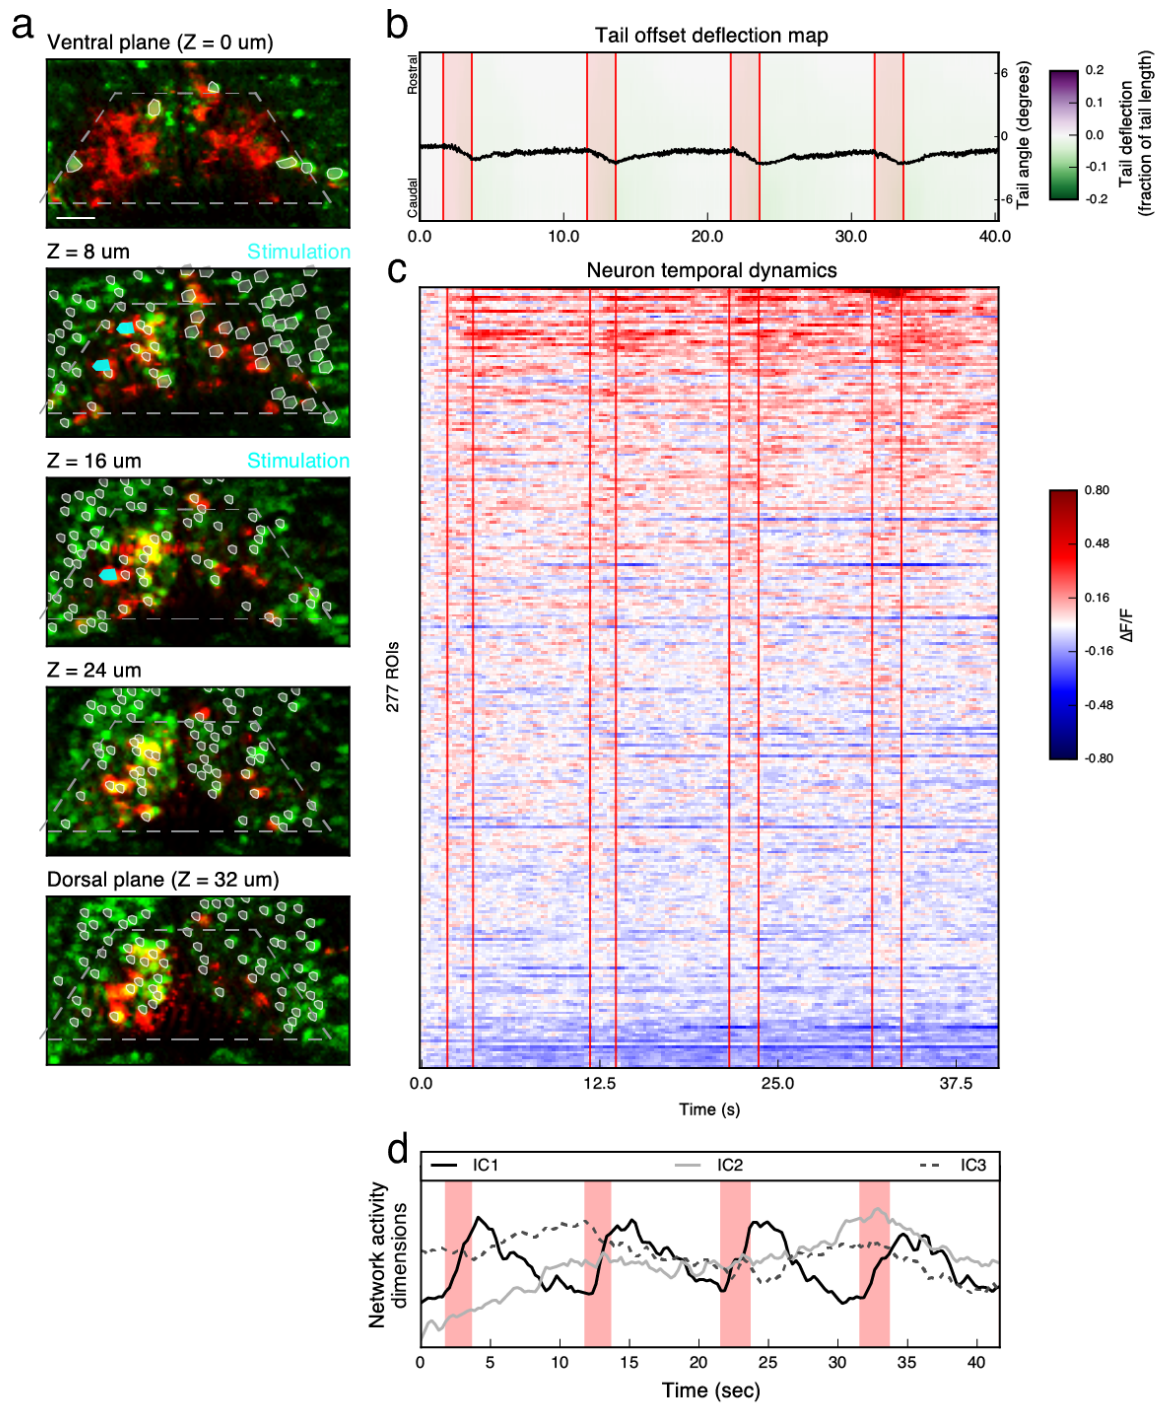 a
Ventral plane (Z = 0 um)
Z = 8 um
Stimulation
Z = 16 um
Stimulation
Z = 24 um
Dorsal plane (Z = 32 um)
b
Tail offset deflection map
Rostral
Caudal
6
0
-6
Tail angle (degrees)
0.0
10.0
20.0
30.0
40.0
0.2
0.1
0.0
-0.1
-0.2
Tail deflection
(fraction of tail length)
c
Neuron temporal dynamics
277 ROIs
0.0
12.5
25.0
37.5
Time (s)
0.80
0.48
0.16
-0.16
-0.48
-0.80
ΔF/F
d
IC1
IC2
IC3
Network activity
dimensions
0
5
10
15
20
25
30
35
40
Time (sec)